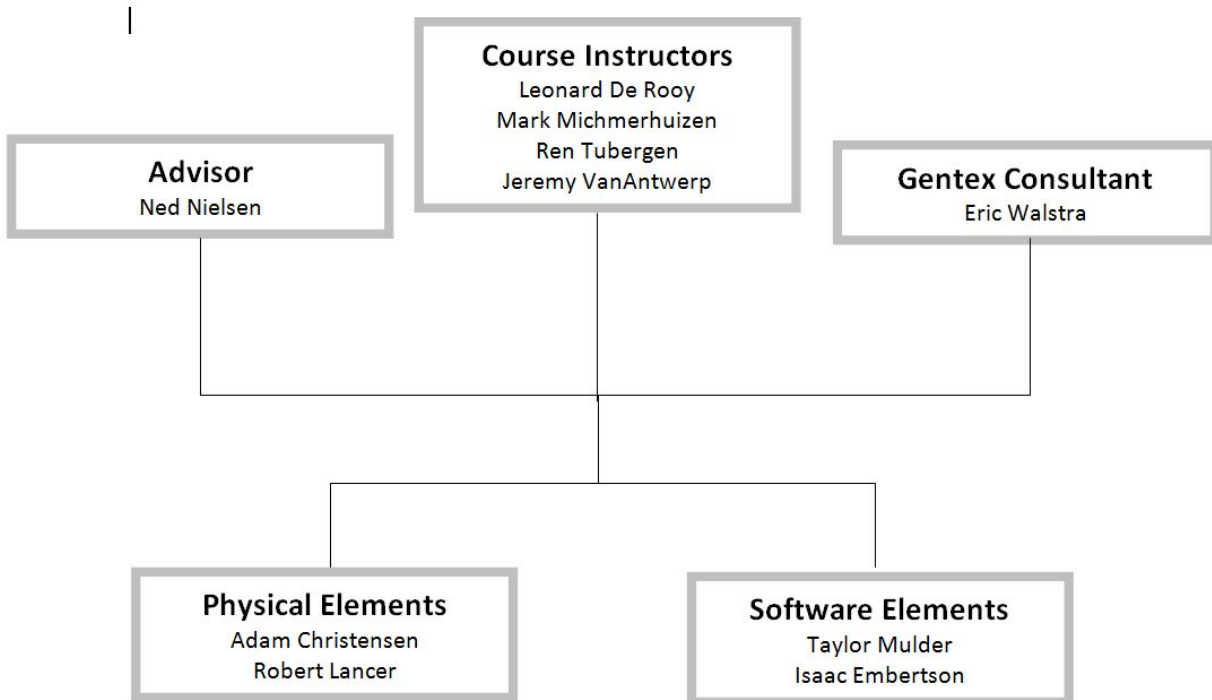 Course Instructors
Leonard De Rooy
Mark Michmerhuizen
Ren Tubergen
Jeremy VanAntwerp
Advisor
Ned Nielsen
Gentex Consultant
Eric Walstra
Physical Elements
Adam Christensen
Robert Lancer
Software Elements
Taylor Mulder
Isaac Embertson